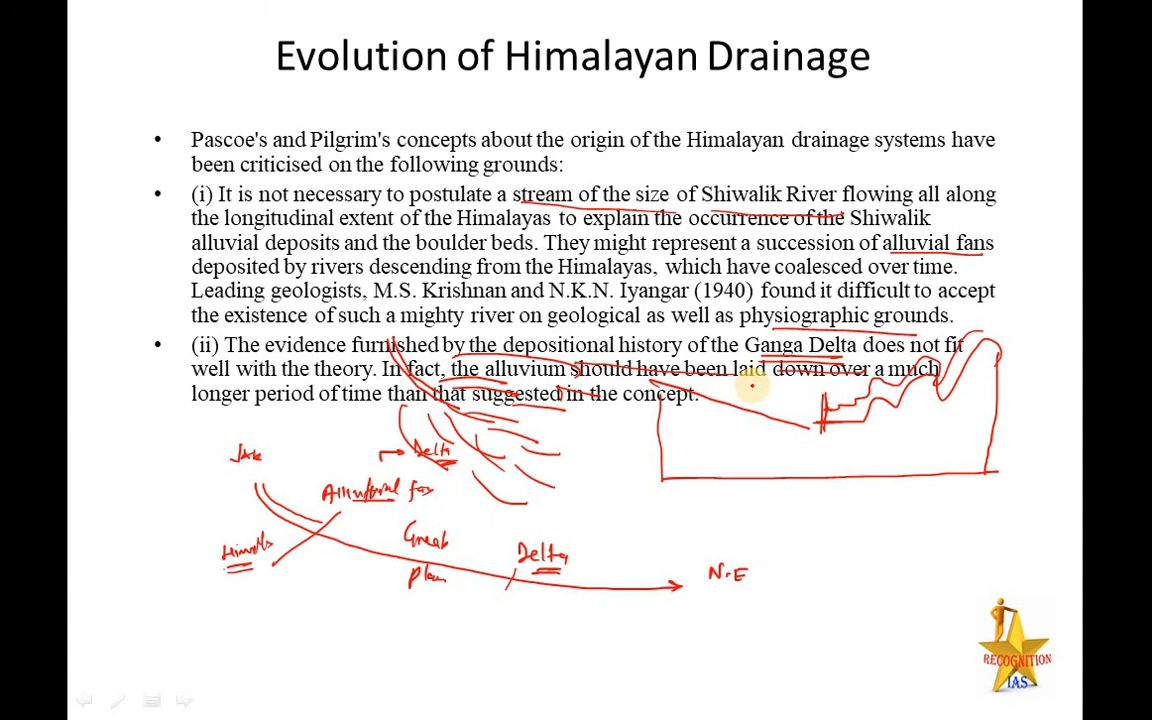 Evolution of Himalayan Drainage
• Pascoe's and Pilgrim's concepts about the origin of the Himalayan drainage systems have
been criticised on the following grounds:
• (i) It is not necessary to postulate a stream of the size of Shiwalik River flowing all along
the longitudinal extent of the Himalayas to explain the occurrence of the Shiwalik
alluvial deposits and the boulder beds. They might represent a succession of alluvial fans
deposited by rivers descending from the Himalayas, which have coalesced over time.
Leading geologists, M.S. Krishnan and N.K.N. Iyangar (1940) found it difficult to accept
the existence of such a mighty river on geological as well as physiographic grounds.
• (ii) The evidence furnished by the depositional history of the Ganga Delta does not fit
well with the theory. In fact, the alluvium should have been laid down over a much
longer period of time than that suggested in the concept.
Delta
Great
Delta
N-E
RECOGNITION
IAS